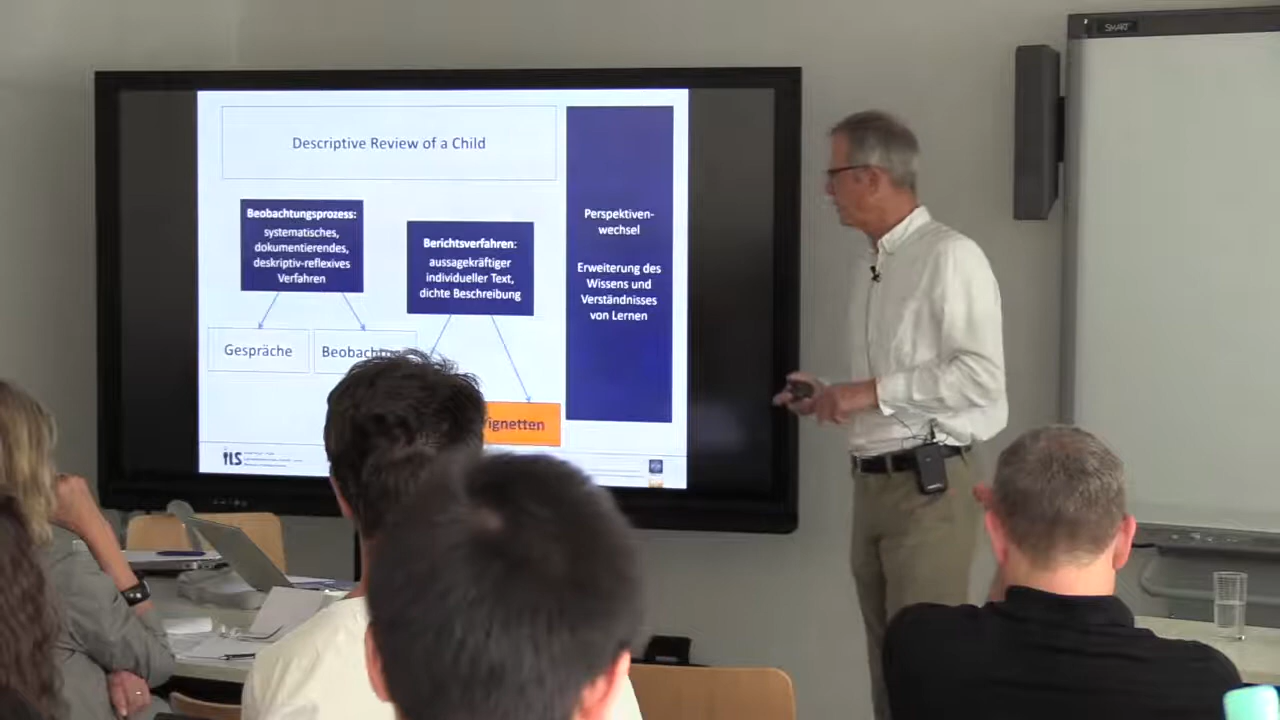 SMART
Descriptive Review of a Child
Beobachtungsprozess:
systematisches,
dokumentierendes,
deskriptiv-reflexives
Verfahren
Berichtsverfahren:
aussagekräftiger
individueller Text,
dichte Beschreibung
Perspektiven-
wechsel
Erweiterung des
Wissens und
Verständnisses
von Lernen
Gespräche
ILS